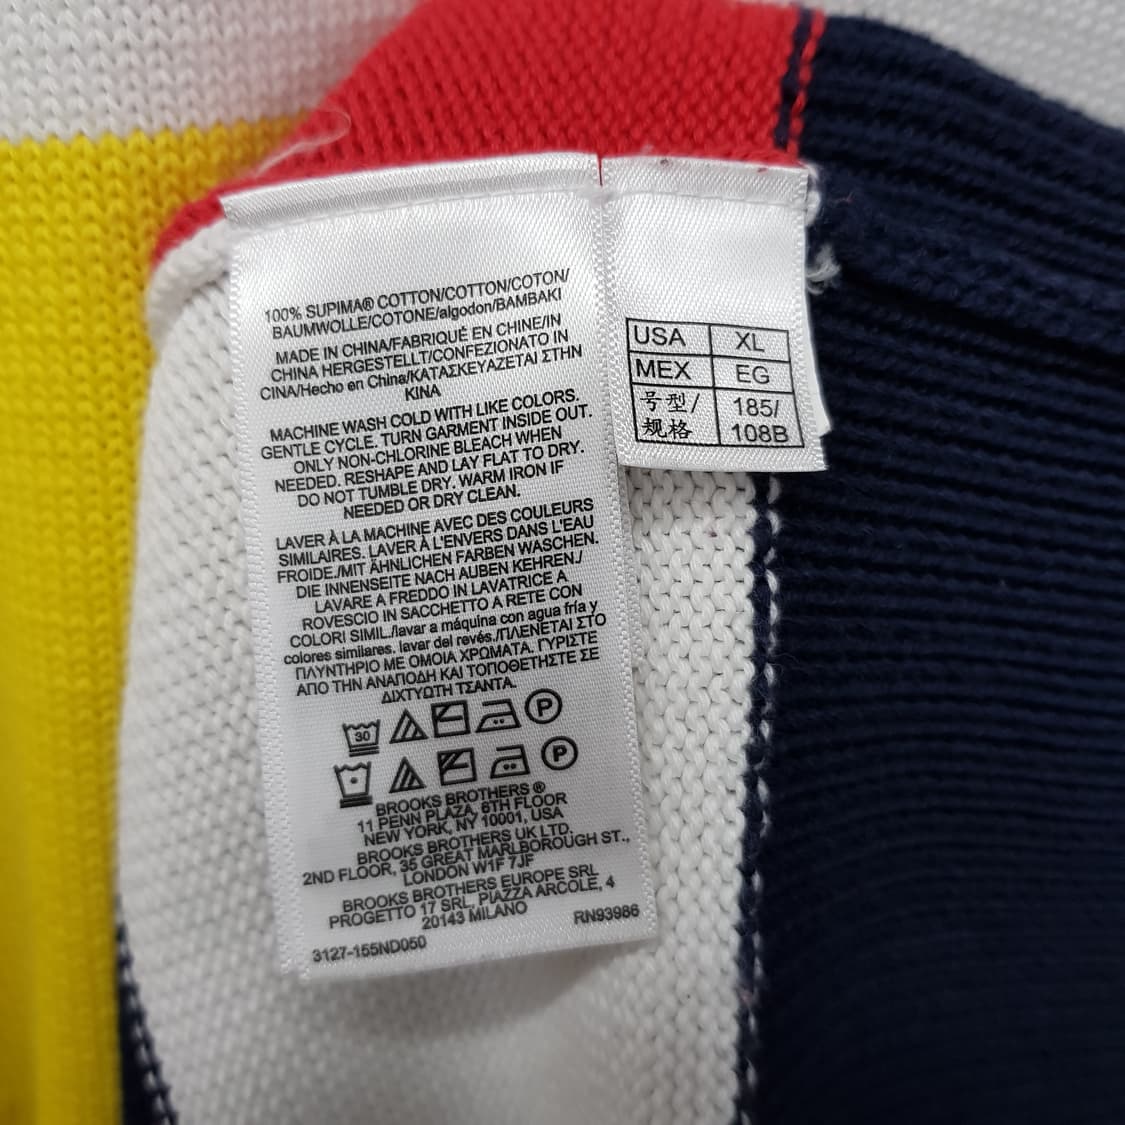 100% SUPIMA® COTTON/COTTON/COTON/
BAUMWOLLE/COTONE/algodon/BAMBAKI
MADE IN CHINA/FABRIQUÉ EN CHINE/IN
CHINA HERGESTELLT/CONFEZIONATO IN
CINA/Hecho en China/ΚΑΤΑΣΚΕΥΑΖΕΤΑΙ ΣΤΗΝ
ΚΙΝΑ
MACHINE WASH COLD WITH LIKE COLORS.
GENTLE CYCLE. TURN GARMENT INSIDE OUT.
ONLY NON-CHLORINE BLEACH WHEN
NEEDED. RESHAPE AND LAY FLAT TO DRY.
DO NOT TUMBLE DRY. WARM IRON IF
NEEDED OR DRY CLEAN.
LAVER À LA MACHINE AVEC DES COULEURS
SIMILAIRES. LAVER À L'ENVERS DANS L'EAU
FROIDE./MIT ÄHNLICHEN FARBEN WASCHEN.
DIE INNENSEITE NACH AUßEN KEHREN./
LAVARE A FREDDO IN LAVATRICE A
ROVESCIO IN SACCHETTO A RETE CON
COLORI SIMIL./lavar a máquina con agua fría y
colores similares. lavar del revés./ΠΛΕΝΕΤΑΙ ΣΤΟ
ΠΛΥΝΤΗΡΙΟ ΜΕ ΟΜΟΙΑ ΧΡΩΜΑΤΑ. ΓΥΡΙΣΤΕ
ΑΠΟ ΤΗΝ ΑΝΑΠΟΔΗ ΚΑΙ ΤΟΠΟΘΕΤΗΣΤΕ ΣΕ
ΔΙΧΤΥΩΤΗ ΤΣΑΝΤΑ.
30 P
P
BROOKS BROTHERS ®
11 PENN PLAZA, 6TH FLOOR
NEW YORK, NY 10001, USA
BROOKS BROTHERS UK LTD.
2ND FLOOR, 35 GREAT MARLBOROUGH ST.,
LONDON W1F 7JF
BROOKS BROTHERS EUROPE SRL
PROGETTO 17 SRL, PIAZZA ARCOLE, 4
20143 MILANO
RN93986
3127-155ND050
USA XL
MEX EG
号型/ 185/
规格 108B